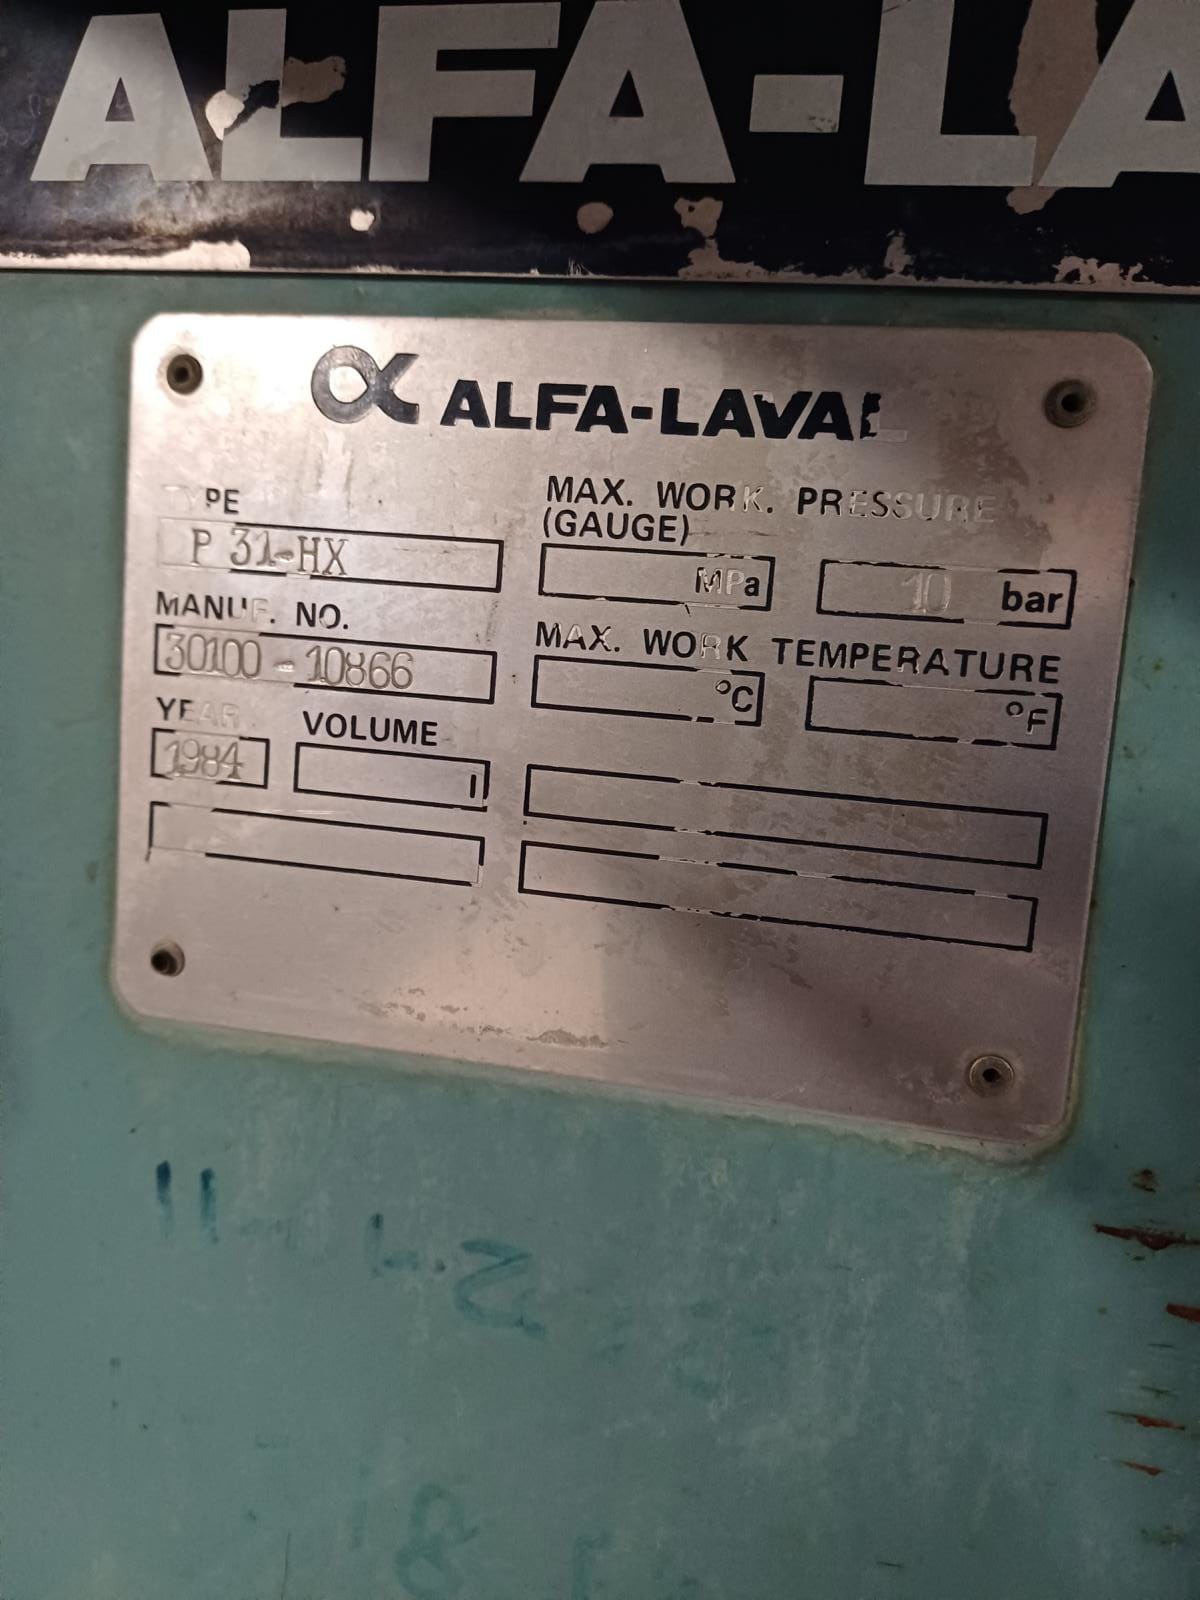 ALFA-LA
ALFA-LAVAL
TYPE
P 31-HX
MANUF. NO.
30100-10866
YEAR
1984
VOLUME
l
MAX. WORK. PRESSURE
(GAUGE)
MPa
10 bar
MAX. WORK TEMPERATURE
°C
°F